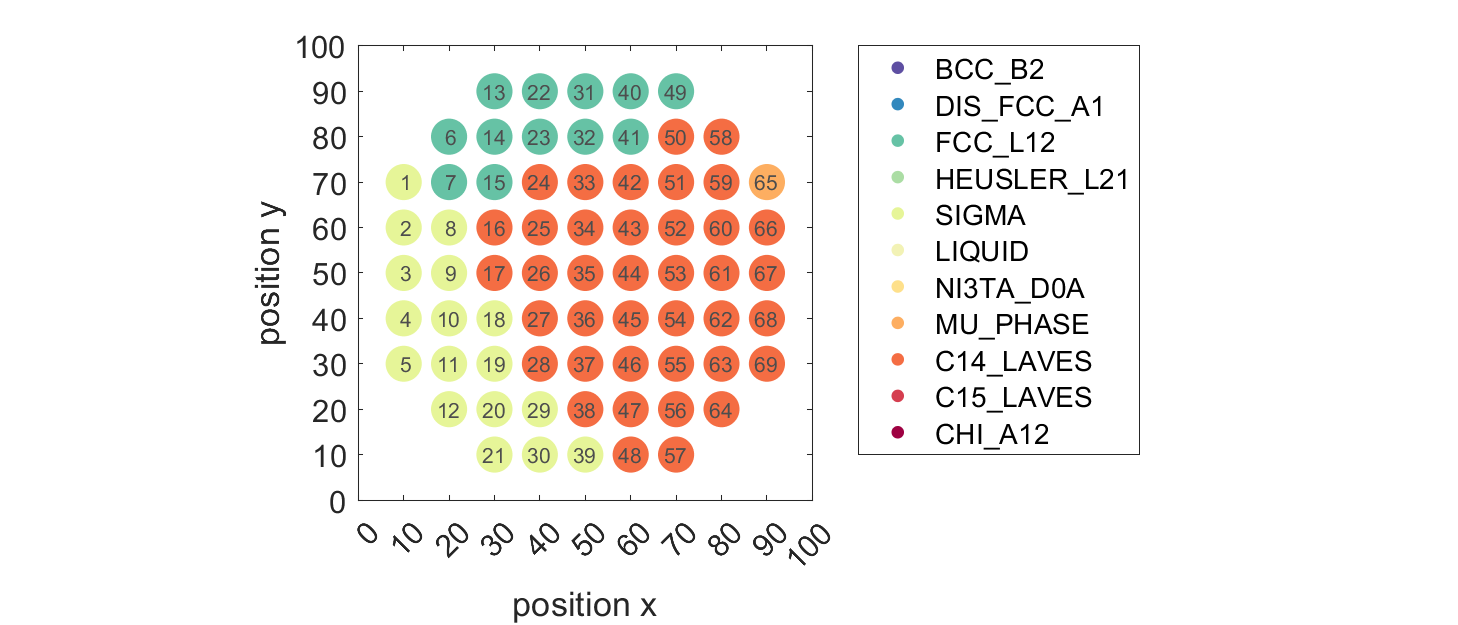 100
90
80
70
60
50
40
30
20
10
0
position y
13 22 31 40 49
6 14 23 32 41 50 58
1 7 15 24 33 42 51 59 65
2 8 16 25 34 43 52 60 66
3 9 17 26 35 44 53 61 67
4 10 18 27 36 45 54 62 68
5 11 19 28 37 46 55 63 69
12 20 29 38 47 56 64
21 30 39 48 57
0 10 20 30 40 50 60 70 80 90 100
position x
BCC_B2
DIS_FCC_A1
FCC_L12
HEUSLER_L21
SIGMA
LIQUID
NI3TA_D0A
MU_PHASE
C14_LAVES
C15_LAVES
CHI_A12